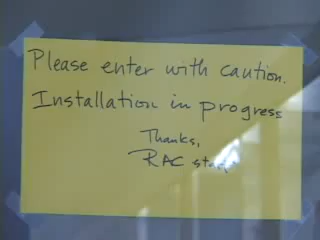 Please enter with caution.
Installation in progress
Thanks,
RAC